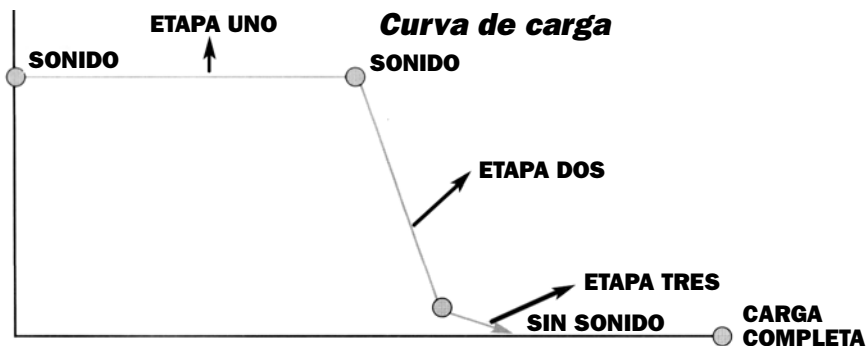 ETAPA UNO
Curva de carga
SONIDO
SONIDO
ETAPA DOS
ETAPA TRES
SIN SONIDO
CARGA
COMPLETA